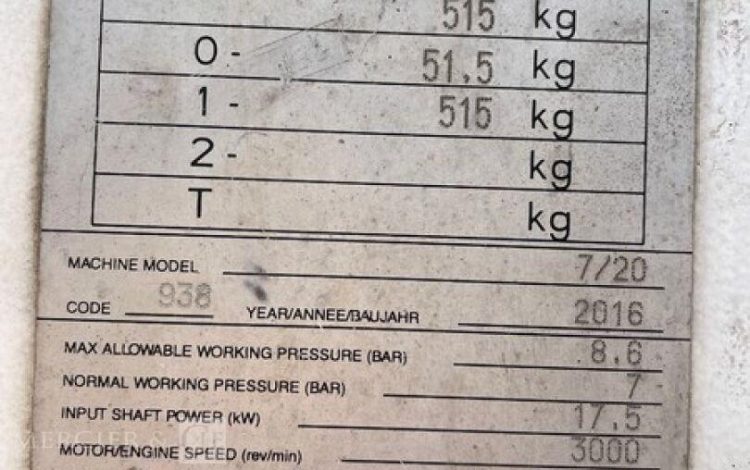 515 kg
0 - 51.5 kg
1 - 515 kg
2 - kg
T kg
MACHINE MODEL 7/20
CODE 938 YEAR/ANNEE/BAUJAHR 2016
MAX ALLOWABLE WORKING PRESSURE (BAR) 8.6
NORMAL WORKING PRESSURE (BAR) 7
INPUT SHAFT POWER (kW) 17.5
MOTOR/ENGINE SPEED (rev/min) 3000